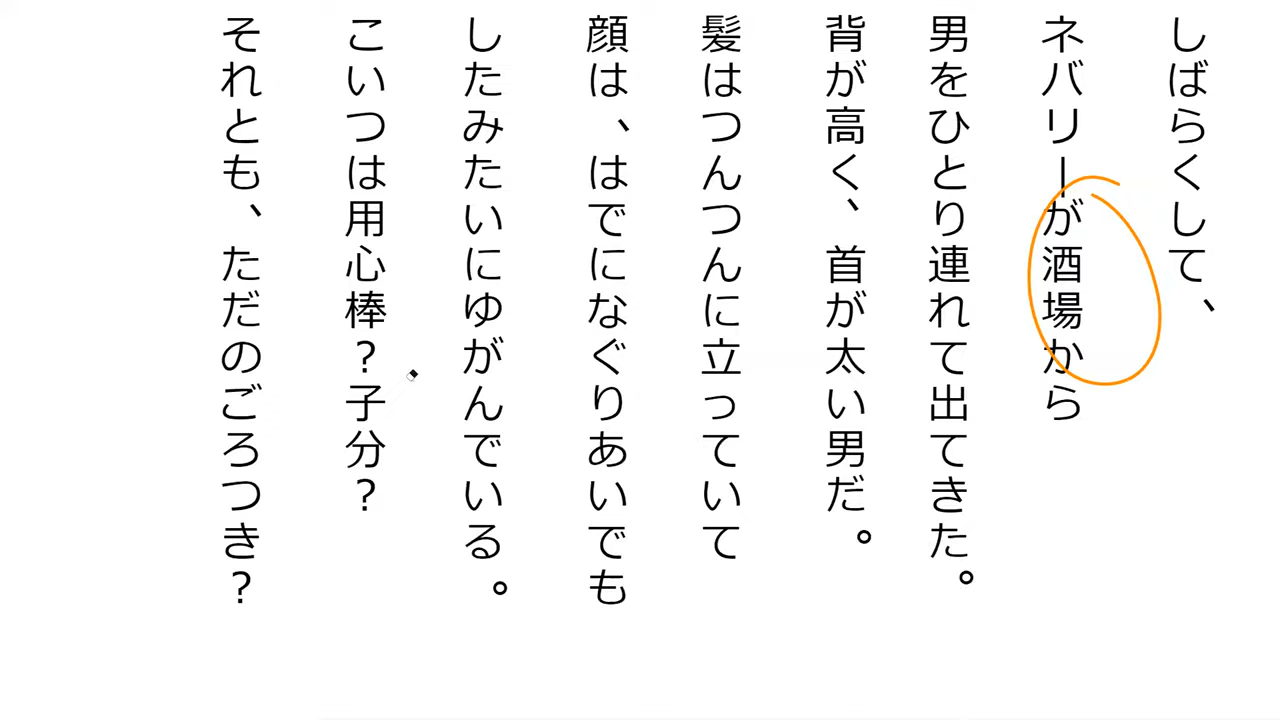 しばらくして、
ネバリーが酒場から
男をひとり連れて出てきた。
背が高く、首が太い男だ。
髪はつんつんに立っていて
顔は、はでになぐりあいでも
したみたいにゆがんでいる。
こいつは用心棒？子分？
それとも、ただのごろつき？